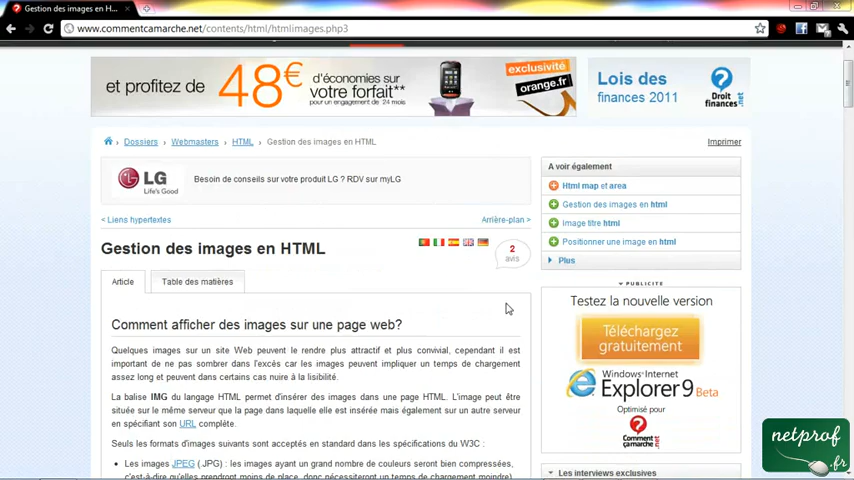 Gestion des images en H...
www.commentcamarche.net/contents/html/htmlimages.php3
et profitez de 48€ d'économies sur votre forfait**
pour un engagement de 24 mois
exclusivité
orange.fr
Lois des finances 2011
Droit finances.net
Dossiers Webmasters HTML Gestion des images en HTML
Imprimer
LG
Life's Good
Besoin de conseils sur votre produit LG ? RDV sur myLG
A voir également
Html map et area
Gestion des images en html
Image titre html
Positionner une image en html
Plus
< Liens hypertextes
Arrière-plan >
Gestion des images en HTML
2
avis
Article
Table des matières
Comment afficher des images sur une page web?
Quelques images sur un site Web peuvent le rendre plus attractif et plus convivial, cependant il est
important de ne pas sombrer dans l'excès car les images peuvent impliquer un temps de chargement
assez long et peuvent dans certains cas nuire à la lisibilité.
La balise IMG du langage HTML permet d'insérer des images dans une page HTML. L'image peut être
située sur le même serveur que la page dans laquelle elle est insérée mais également sur un autre serveur
en spécifiant son URL complète.
Seuls les formats d'images suivants sont acceptés en standard dans les spécifications du W3C :
Les images JPEG (.JPG) : les images ayant un grand nombre de couleurs seront bien compressées,
c'est-à-dire qu'elles prendront moins de place, donc nécessiteront un temps de chargement moindre)
PUBLICITE
Testez la nouvelle version
Téléchargez
gratuitement
Windows Internet
Explorer9 Beta
Optimisé pour
Comment
ça marche
.net
Les interviews exclusives
netprof
.fr